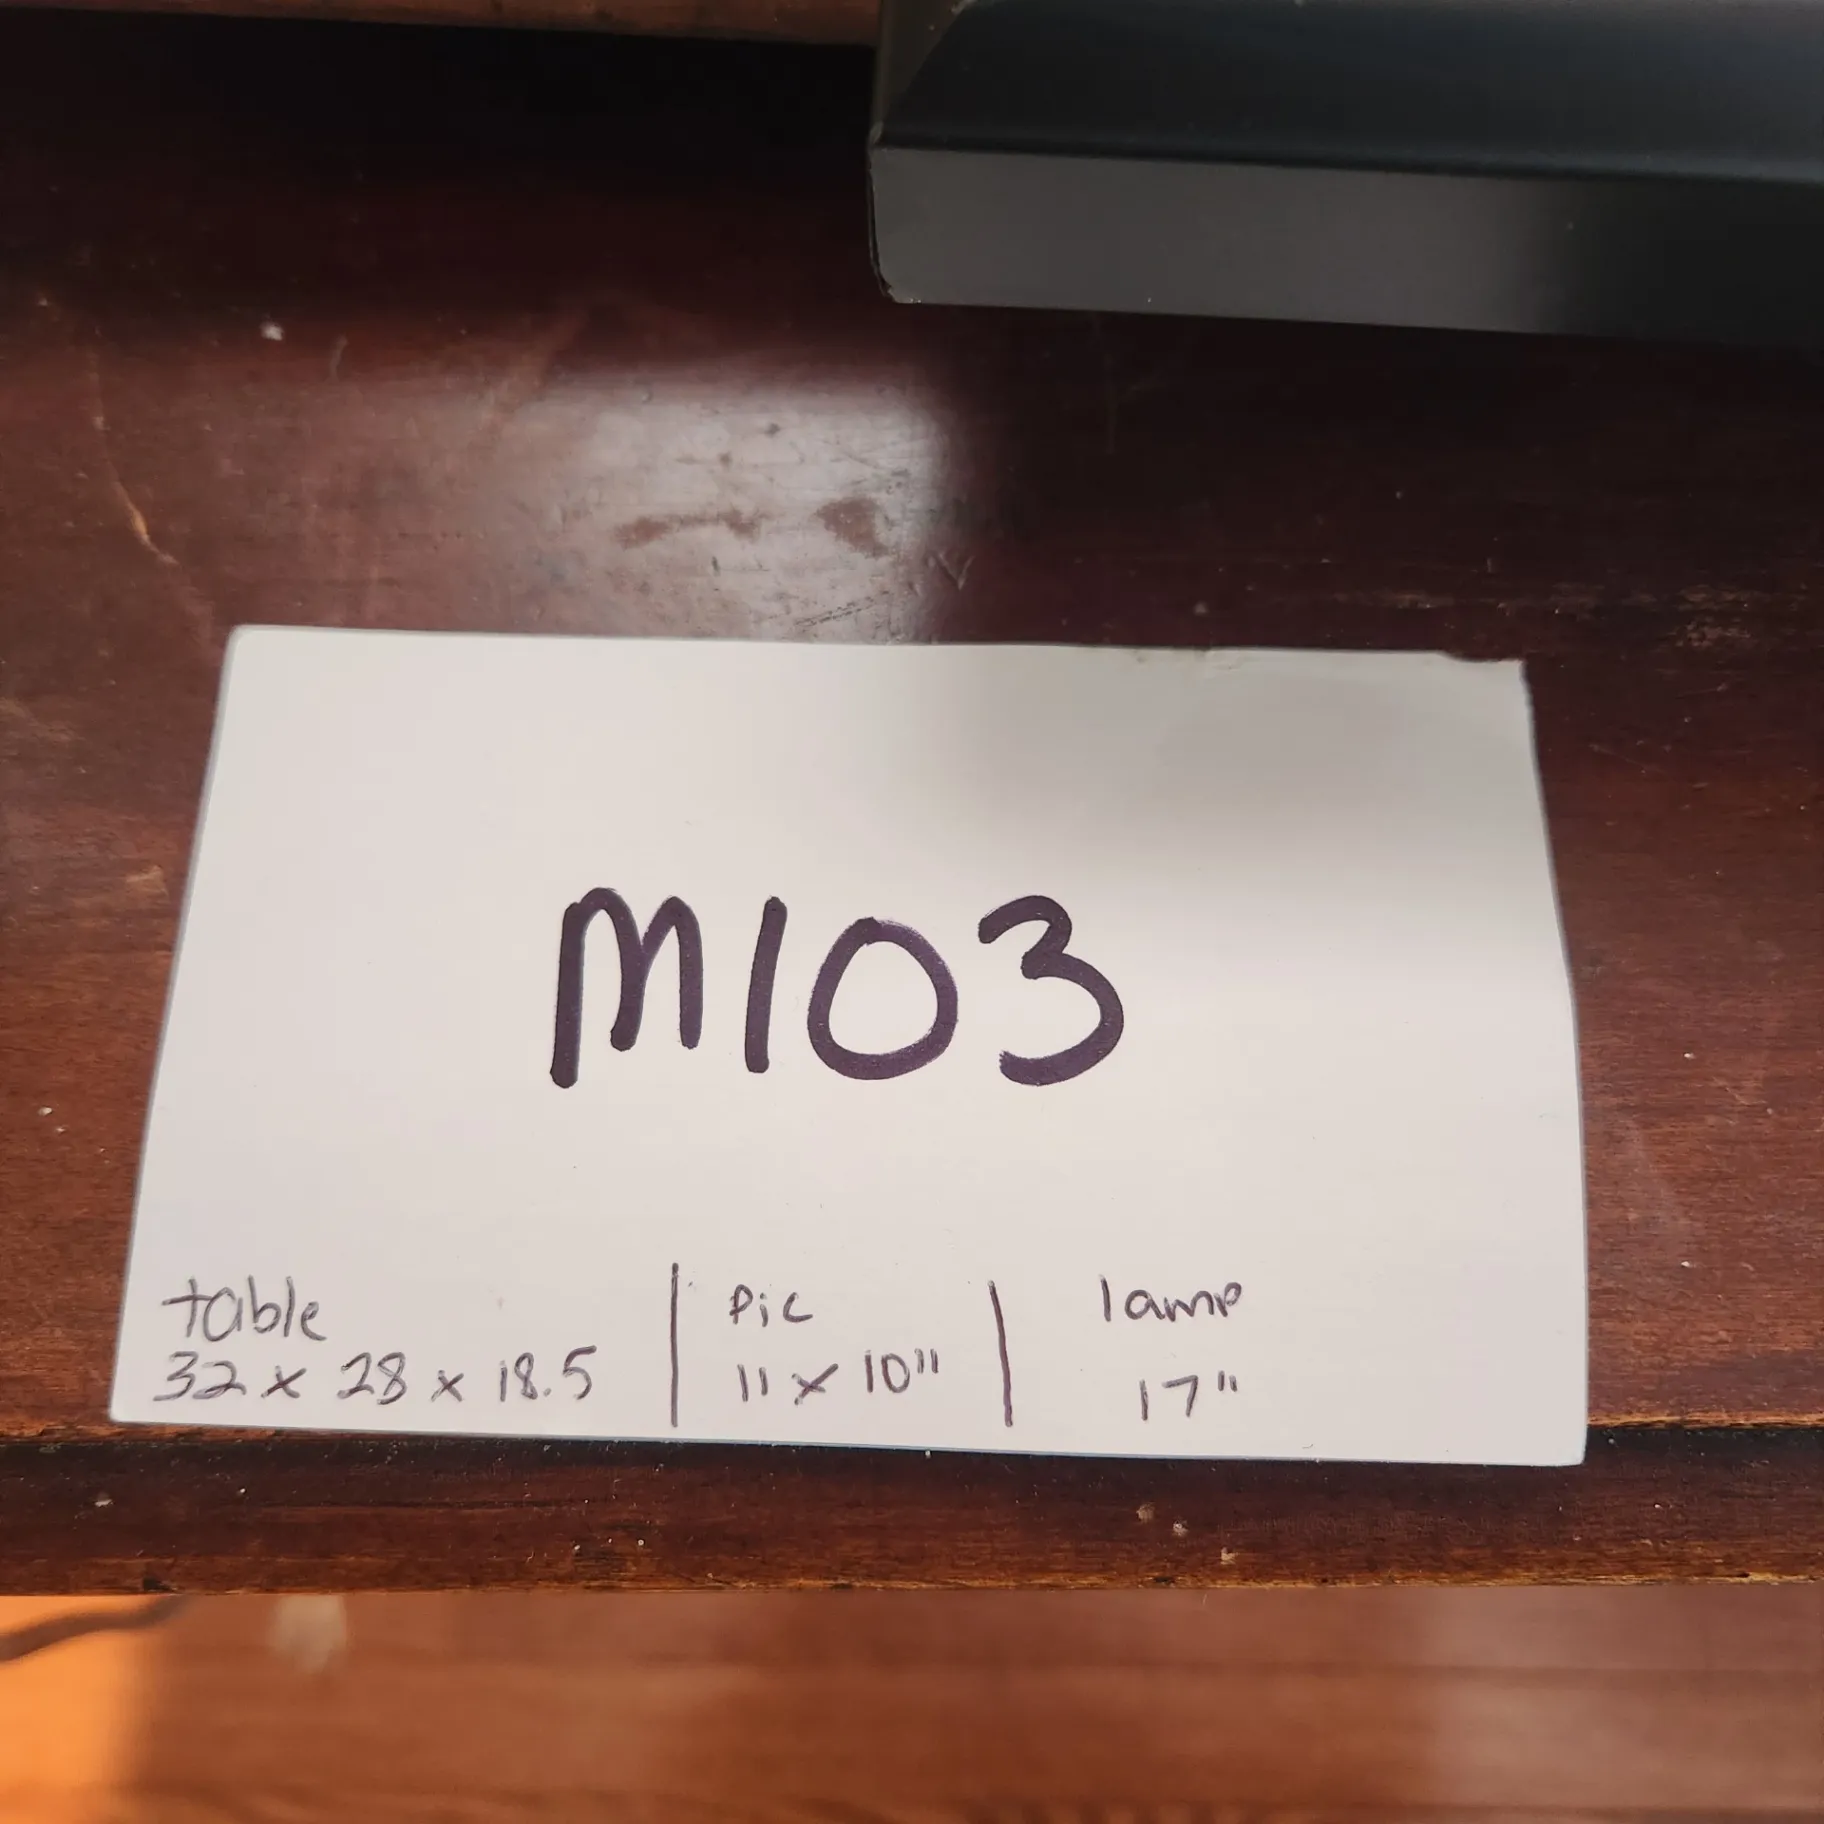 M103
table | pic | lamp
32 x 28 x 18.5 | 11 x 10" | 17"